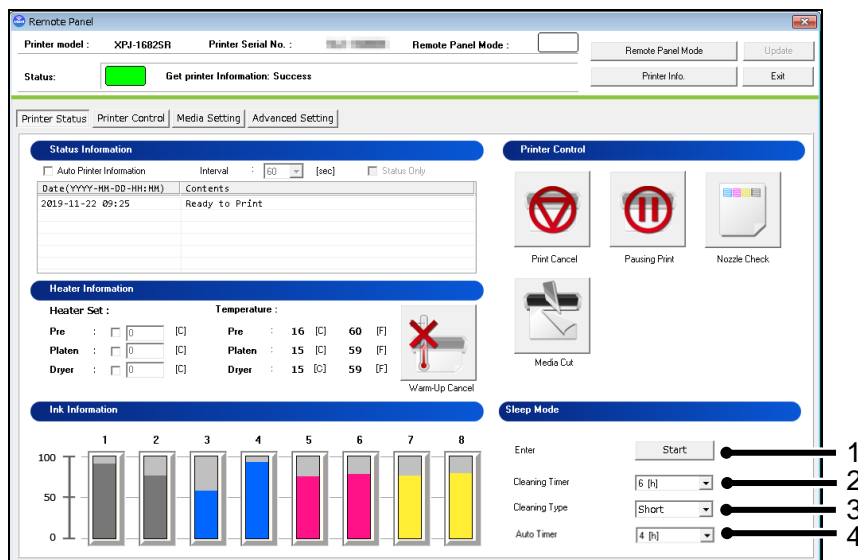 Remote Panel
Printer model : XPJ-1682SR Printer Serial No. : Remote Panel Mode :
Remote Panel Mode Update
Status: Get printer Information: Success
Printer Info. Exit
Printer Status Printer Control Media Setting Advanced Setting
Status Information
Auto Printer Information Interval : 60 [sec] Status Only
Date(YYYY-MM-DD-HH:MM) Contents
2019-11-22 09:25 Ready to Print
Heater Information
Heater Set : Temperature :
Pre : 0 [C] Pre : 16 [C] 60 [F]
Platen : 0 [C] Platen : 15 [C] 59 [F]
Dryer : 0 [C] Dryer : 15 [C] 59 [F]
Warm-Up Cancel
Printer Control
Print Cancel Pausing Print Nozzle Check
Media Cut
Ink Information
1 2 3 4 5 6 7 8
100
50
0
Sleep Mode
Enter Start 1
Cleaning Timer 6 [h] 2
Cleaning Type Short 3
Auto Timer 4 [h] 4